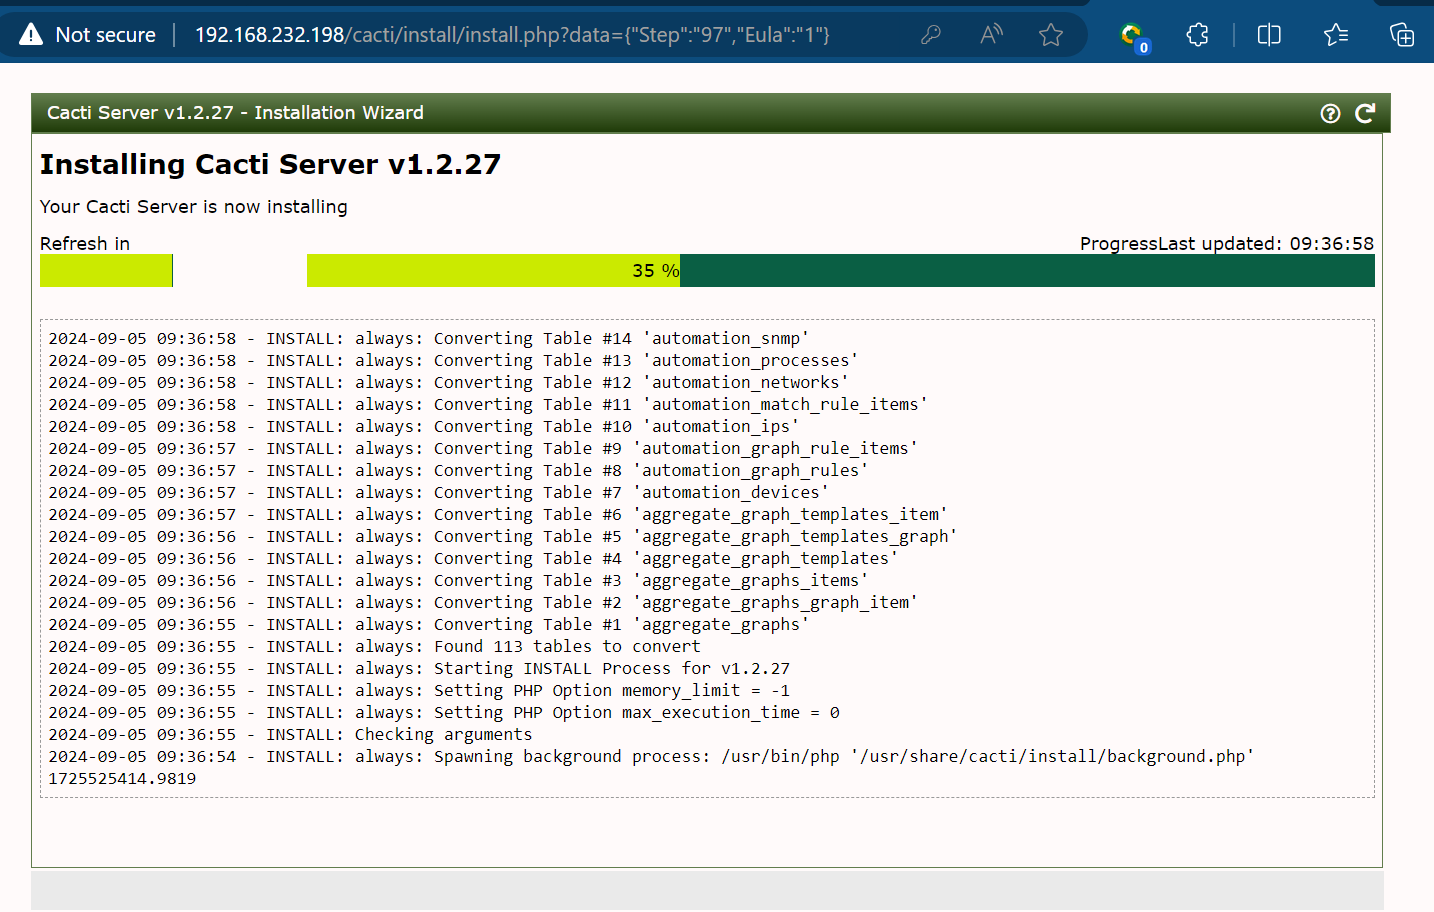 Not secure 192.168.232.198/cacti/install/install.php?data={"Step":"97","Eula":"1"}
0
Cacti Server v1.2.27 - Installation Wizard
Installing Cacti Server v1.2.27
Your Cacti Server is now installing
Refresh in ProgressLast updated: 09:36:58
35 %
2024-09-05 09:36:58 - INSTALL: always: Converting Table #14 'automation_snmp'
2024-09-05 09:36:58 - INSTALL: always: Converting Table #13 'automation_processes'
2024-09-05 09:36:58 - INSTALL: always: Converting Table #12 'automation_networks'
2024-09-05 09:36:58 - INSTALL: always: Converting Table #11 'automation_match_rule_items'
2024-09-05 09:36:58 - INSTALL: always: Converting Table #10 'automation_ips'
2024-09-05 09:36:57 - INSTALL: always: Converting Table #9 'automation_graph_rule_items'
2024-09-05 09:36:57 - INSTALL: always: Converting Table #8 'automation_graph_rules'
2024-09-05 09:36:57 - INSTALL: always: Converting Table #7 'automation_devices'
2024-09-05 09:36:57 - INSTALL: always: Converting Table #6 'aggregate_graph_templates_item'
2024-09-05 09:36:56 - INSTALL: always: Converting Table #5 'aggregate_graph_templates_graph'
2024-09-05 09:36:56 - INSTALL: always: Converting Table #4 'aggregate_graph_templates'
2024-09-05 09:36:56 - INSTALL: always: Converting Table #3 'aggregate_graphs_items'
2024-09-05 09:36:56 - INSTALL: always: Converting Table #2 'aggregate_graphs_graph_item'
2024-09-05 09:36:55 - INSTALL: always: Converting Table #1 'aggregate_graphs'
2024-09-05 09:36:55 - INSTALL: always: Found 113 tables to convert
2024-09-05 09:36:55 - INSTALL: always: Starting INSTALL Process for v1.2.27
2024-09-05 09:36:55 - INSTALL: always: Setting PHP Option memory_limit = -1
2024-09-05 09:36:55 - INSTALL: always: Setting PHP Option max_execution_time = 0
2024-09-05 09:36:55 - INSTALL: Checking arguments
2024-09-05 09:36:54 - INSTALL: always: Spawning background process: /usr/bin/php '/usr/share/cacti/install/background.php'
1725525414.9819